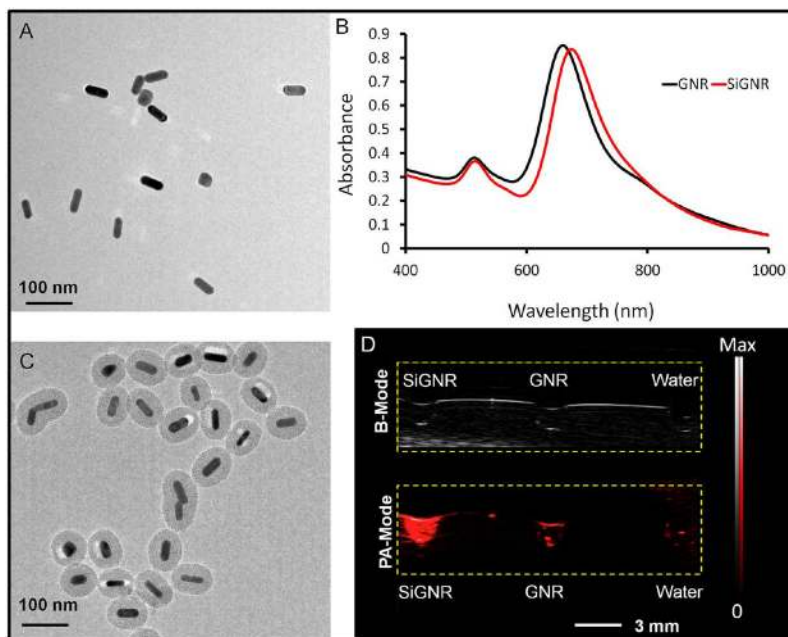 A
100 nm
B
0.9
0.8
0.7
0.6
0.5
0.4
0.3
0.2
0.1
0
Absorbance
GNR
SiGNR
400
600
800
1000
Wavelength (nm)
C
100 nm
D
Max
SiGNR GNR Water
B-Mode
PA-Mode
SiGNR GNR Water
3 mm
0